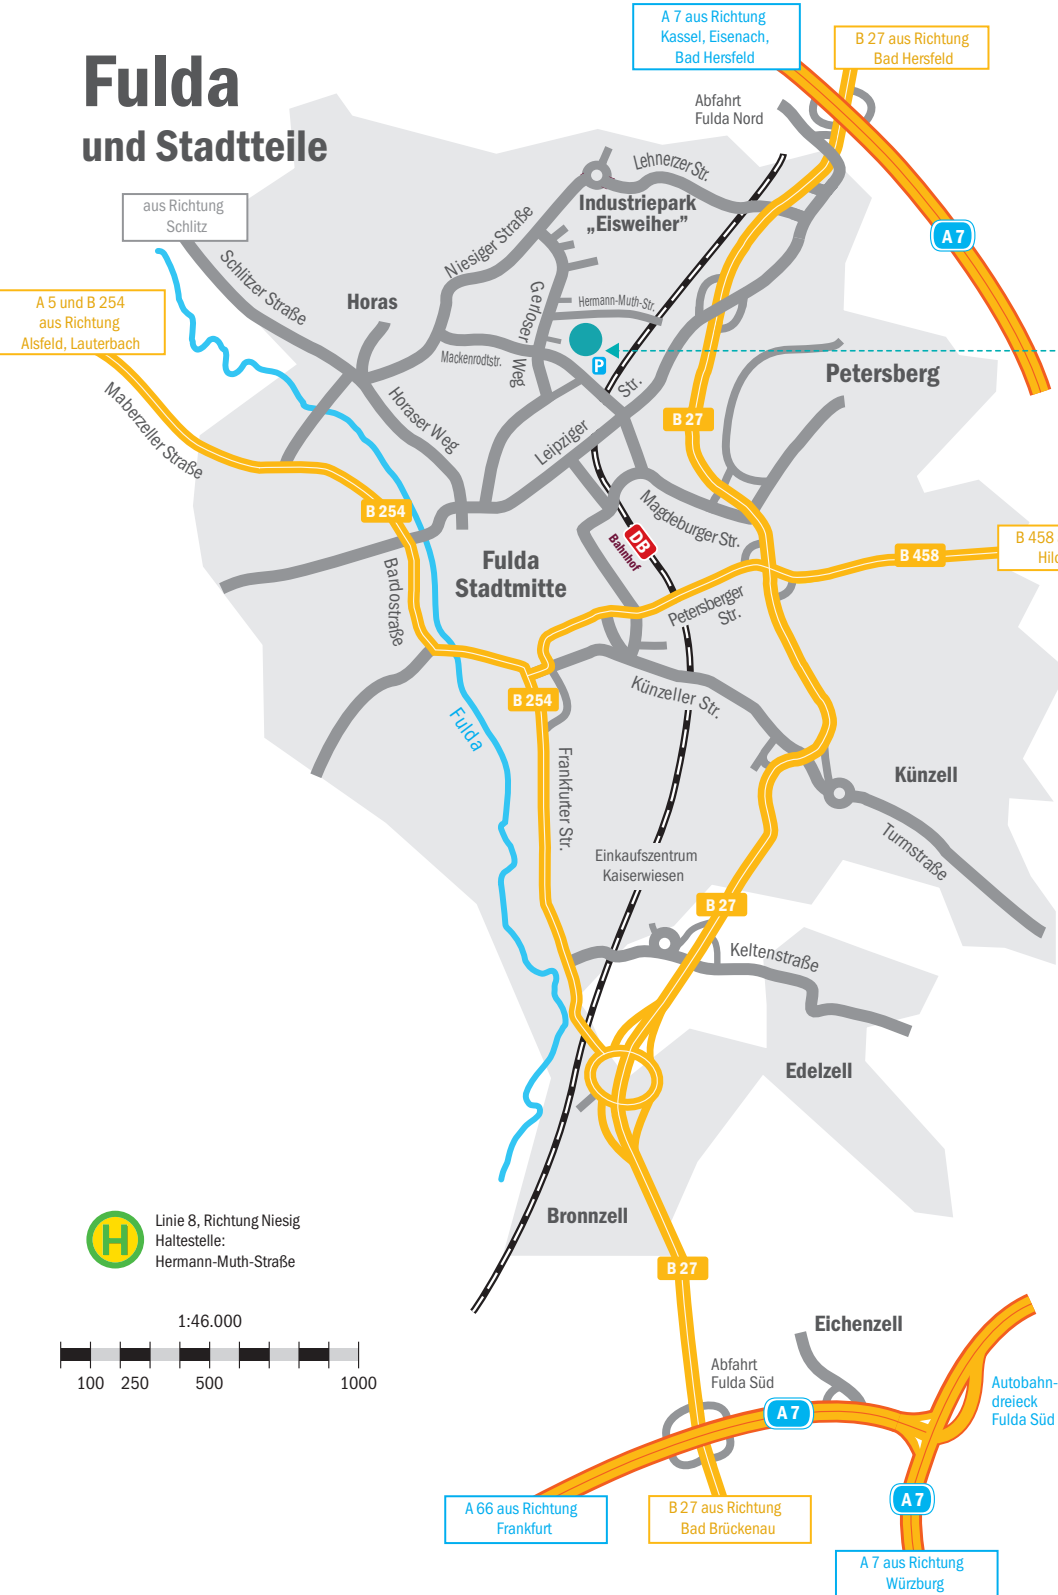 Fulda
und Stadtteile
A 7 aus Richtung
Kassel, Eisenach,
Bad Hersfeld
B 27 aus Richtung
Bad Hersfeld
Abfahrt
Fulda Nord
Lehnerzer Str.
Industriepark
„Eisweiher”
aus Richtung
Schlitz
Niesiger Straße
A 7
Schlitzer Straße
A 5 und B 254
aus Richtung
Alsfeld, Lauterbach
Horas
Gerloser Weg
Hermann-Muth-Str.
Mackenrodtstr.
P
Petersberg
Maberzeller Straße
Horaser Weg
Leipziger Str.
B 27
B 254
Magdeburger Str.
DB
Bahnhof
B 458
B 458
Hil
Fulda
Stadtmitte
Bardostraße
Petersberger
Str.
Künzeller Str.
B 254
Fulda
Frankfurter Str.
Künzell
Turmstraße
Einkaufszentrum
Kaiserwiesen
B 27
Keltenstraße
Edelzell
Bronnzell
H
Linie 8, Richtung Niesig
Haltestelle:
Hermann-Muth-Straße
B 27
1:46.000
100 250 500 1000
Eichenzell
Abfahrt
Fulda Süd
A 7
Autobahn-
dreieck
Fulda Süd
A 7
A 66 aus Richtung
Frankfurt
B 27 aus Richtung
Bad Brückenau
A 7 aus Richtung
Würzburg